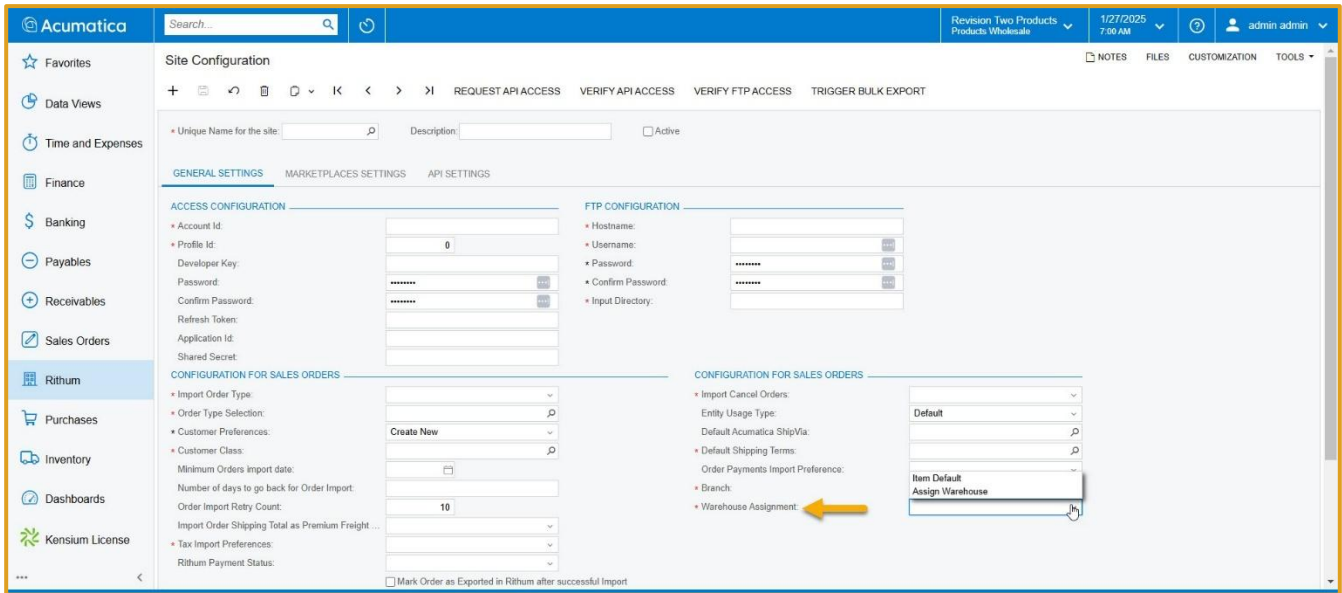 Acumatica
Search...
Revision Two Products
Products Wholesale
1/27/2025
7:00 AM
admin admin
Favorites
Data Views
Time and Expenses
Finance
Banking
Payables
Receivables
Sales Orders
Rithum
Purchases
Inventory
Dashboards
Kensium License
Site Configuration
NOTES FILES CUSTOMIZATION TOOLS
REQUEST API ACCESS VERIFY API ACCESS VERIFY FTP ACCESS TRIGGER BULK EXPORT
* Unique Name for the site: Description: Active
GENERAL SETTINGS MARKETPLACES SETTINGS API SETTINGS
ACCESS CONFIGURATION
* Account Id:
* Profile Id: 0
Developer Key:
Password: ••••••••
Confirm Password: ••••••••
Refresh Token:
Application Id:
Shared Secret:
FTP CONFIGURATION
* Hostname:
* Username:
* Password: ••••••••
* Confirm Password: ••••••••
* Input Directory:
CONFIGURATION FOR SALES ORDERS
* Import Order Type:
* Order Type Selection:
* Customer Preferences: Create New
* Customer Class:
Minimum Orders import date:
Number of days to go back for Order Import:
Order Import Retry Count: 10
Import Order Shipping Total as Premium Freight ...
* Tax Import Preferences:
Rithum Payment Status:
Mark Order as Exported in Rithum after successful Import
CONFIGURATION FOR SALES ORDERS
* Import Cancel Orders:
Entity Usage Type: Default
Default Acumatica ShipVia:
* Default Shipping Terms:
Order Payments Import Preference:
* Branch:
Item Default
Assign Warehouse
* Warehouse Assignment: